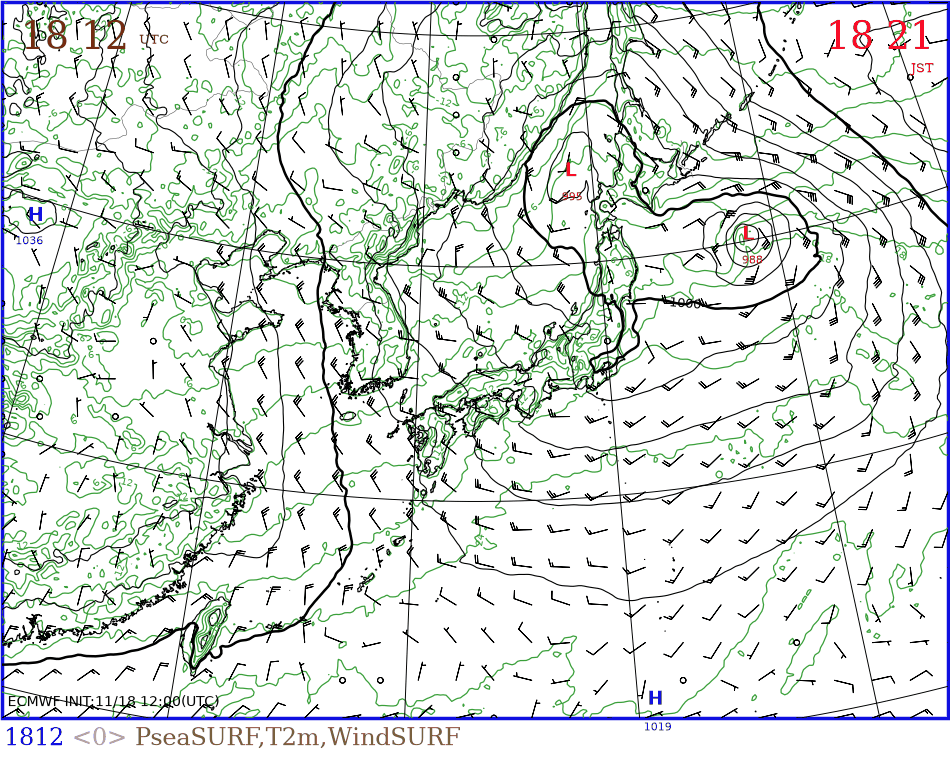 18 12 UTC
18 21
JST
L
995
H
1036
L
988
1000
H
1019
ECMWF INIT:11/18 12:00(UTC)
1812 <0> PseaSURF,T2m,WindSURF